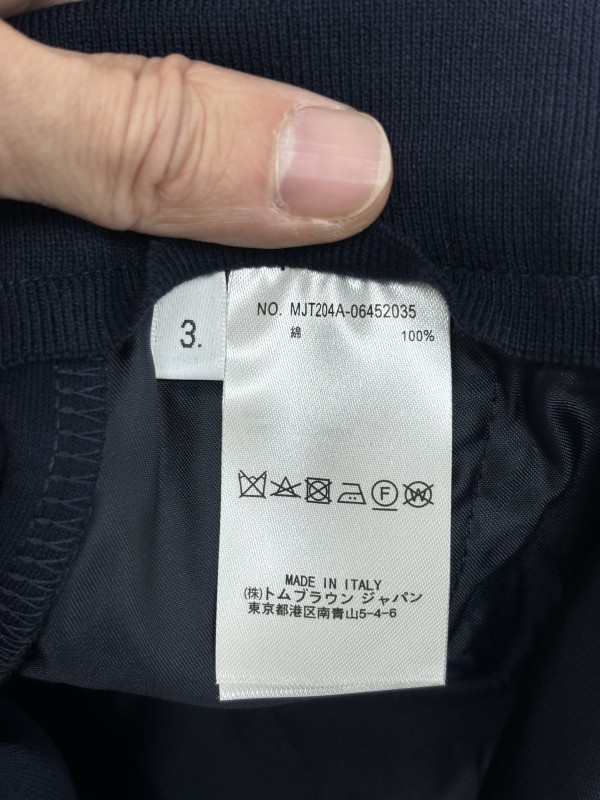 3.
NO. MJT204A-06452035
綿 100%
MADE IN ITALY
(株)トムブラウン ジャパン
東京都港区南青山5-4-6